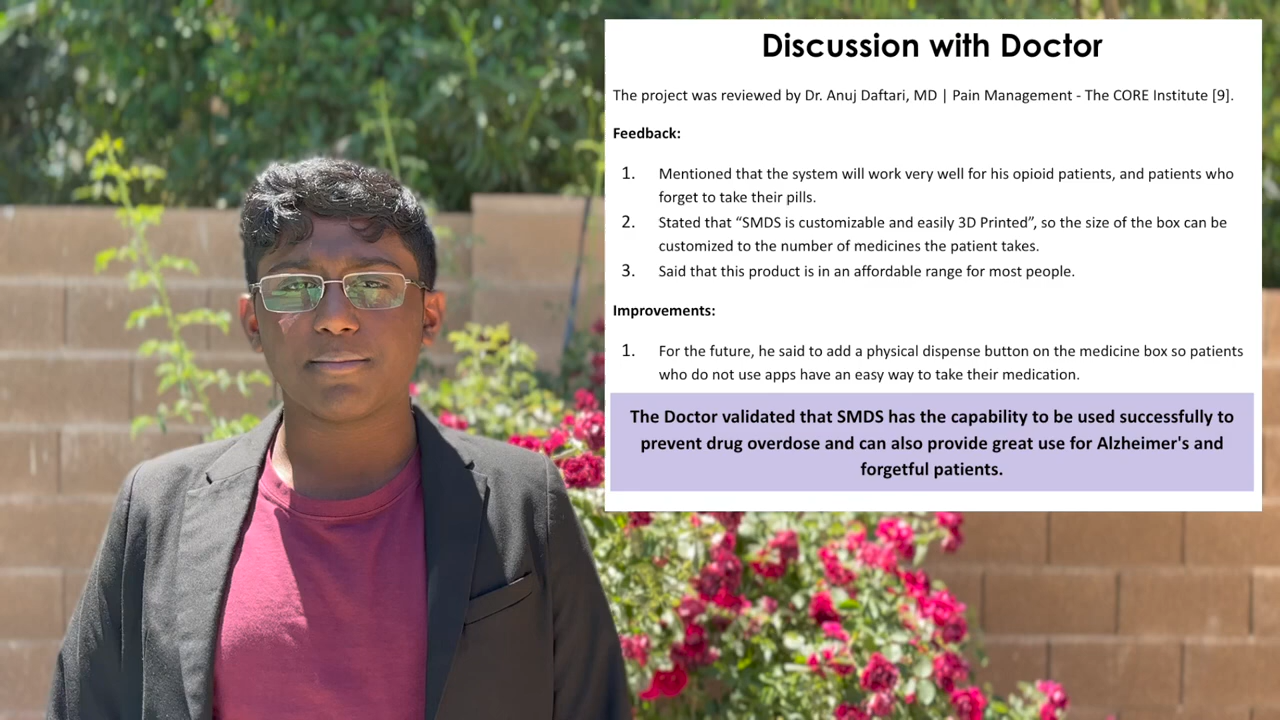 Discussion with Doctor
The project was reviewed by Dr. Anuj Daftari, MD | Pain Management - The CORE Institute [9].
Feedback:
1. Mentioned that the system will work very well for his opioid patients, and patients who
forget to take their pills.
2. Stated that “SMDS is customizable and easily 3D Printed”, so the size of the box can be
customized to the number of medicines the patient takes.
3. Said that this product is in an affordable range for most people.
Improvements:
1. For the future, he said to add a physical dispense button on the medicine box so patients
who do not use apps have an easy way to take their medication.
The Doctor validated that SMDS has the capability to be used successfully to
prevent drug overdose and can also provide great use for Alzheimer's and
forgetful patients.